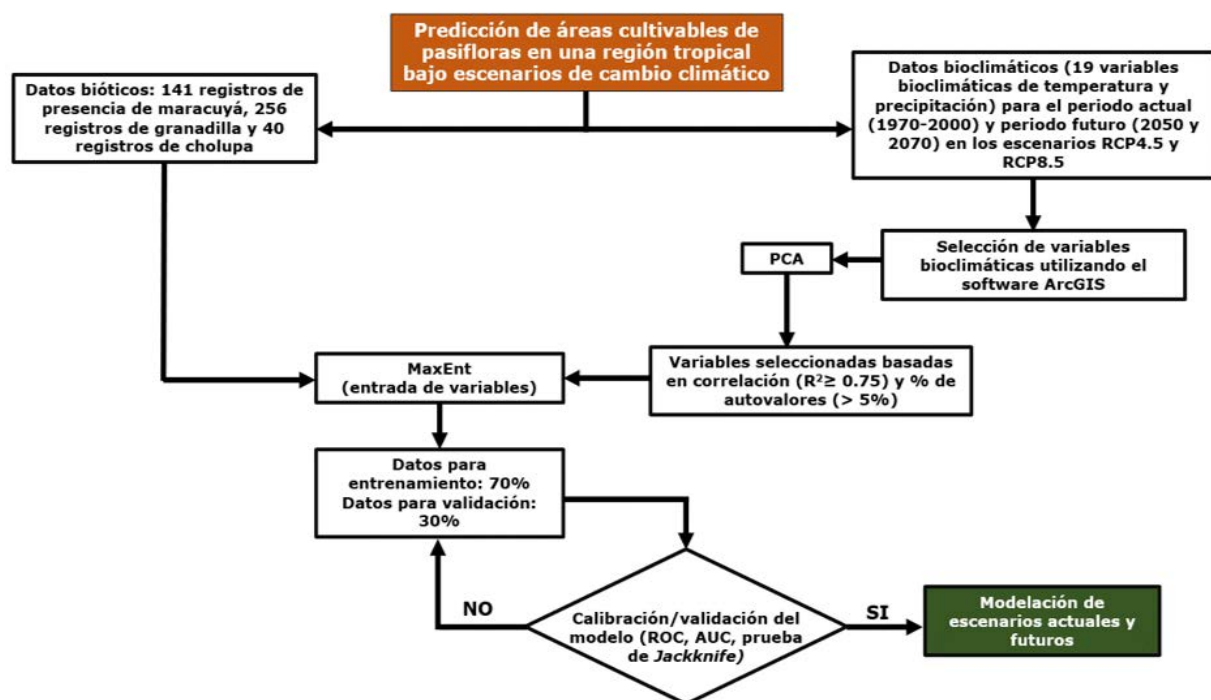 Predicción de áreas cultivables de
pasifloras en una región tropical
bajo escenarios de cambio climático
Datos bióticos: 141 registros de
presencia de maracuyá, 256
registros de granadilla y 40
registros de cholupa
Datos bioclimáticos (19 variables
bioclimáticas de temperatura y
precipitación) para el periodo actual
(1970-2000) y periodo futuro (2050 y
2070) en los escenarios RCP4.5 y
RCP8.5
Selección de variables
bioclimáticas utilizando el
software ArcGIS
PCA
Variables seleccionadas basadas
en correlación (R²≥ 0.75) y % de
autovalores (> 5%)
MaxEnt
(entrada de variables)
Datos para
entrenamiento: 70%
Datos para validación:
30%
Calibración/validación del
modelo (ROC, AUC, prueba
de Jackknife)
NO
SI
Modelación de
escenarios actuales y
futuros